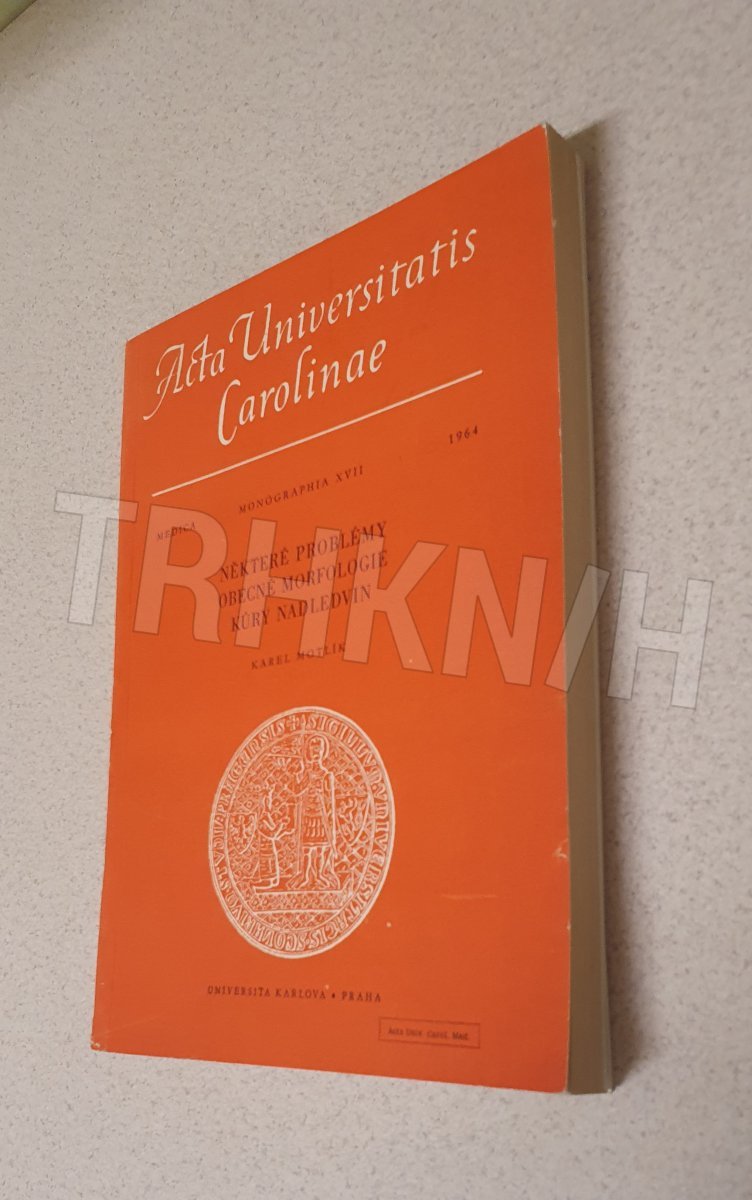 Acta Universitatis
Carolinae
MEDICA MONOGRAPHIA XVII 1964
NĚKTERÉ PROBLÉMY
OBECNÉ MORFOLOGIE
KŮRY NADLEDVIN
KAREL MOTLÍK
UNIVERSITA KARLOVA • PRAHA
Acta Univ. Carol. Med.
TRHKNIH